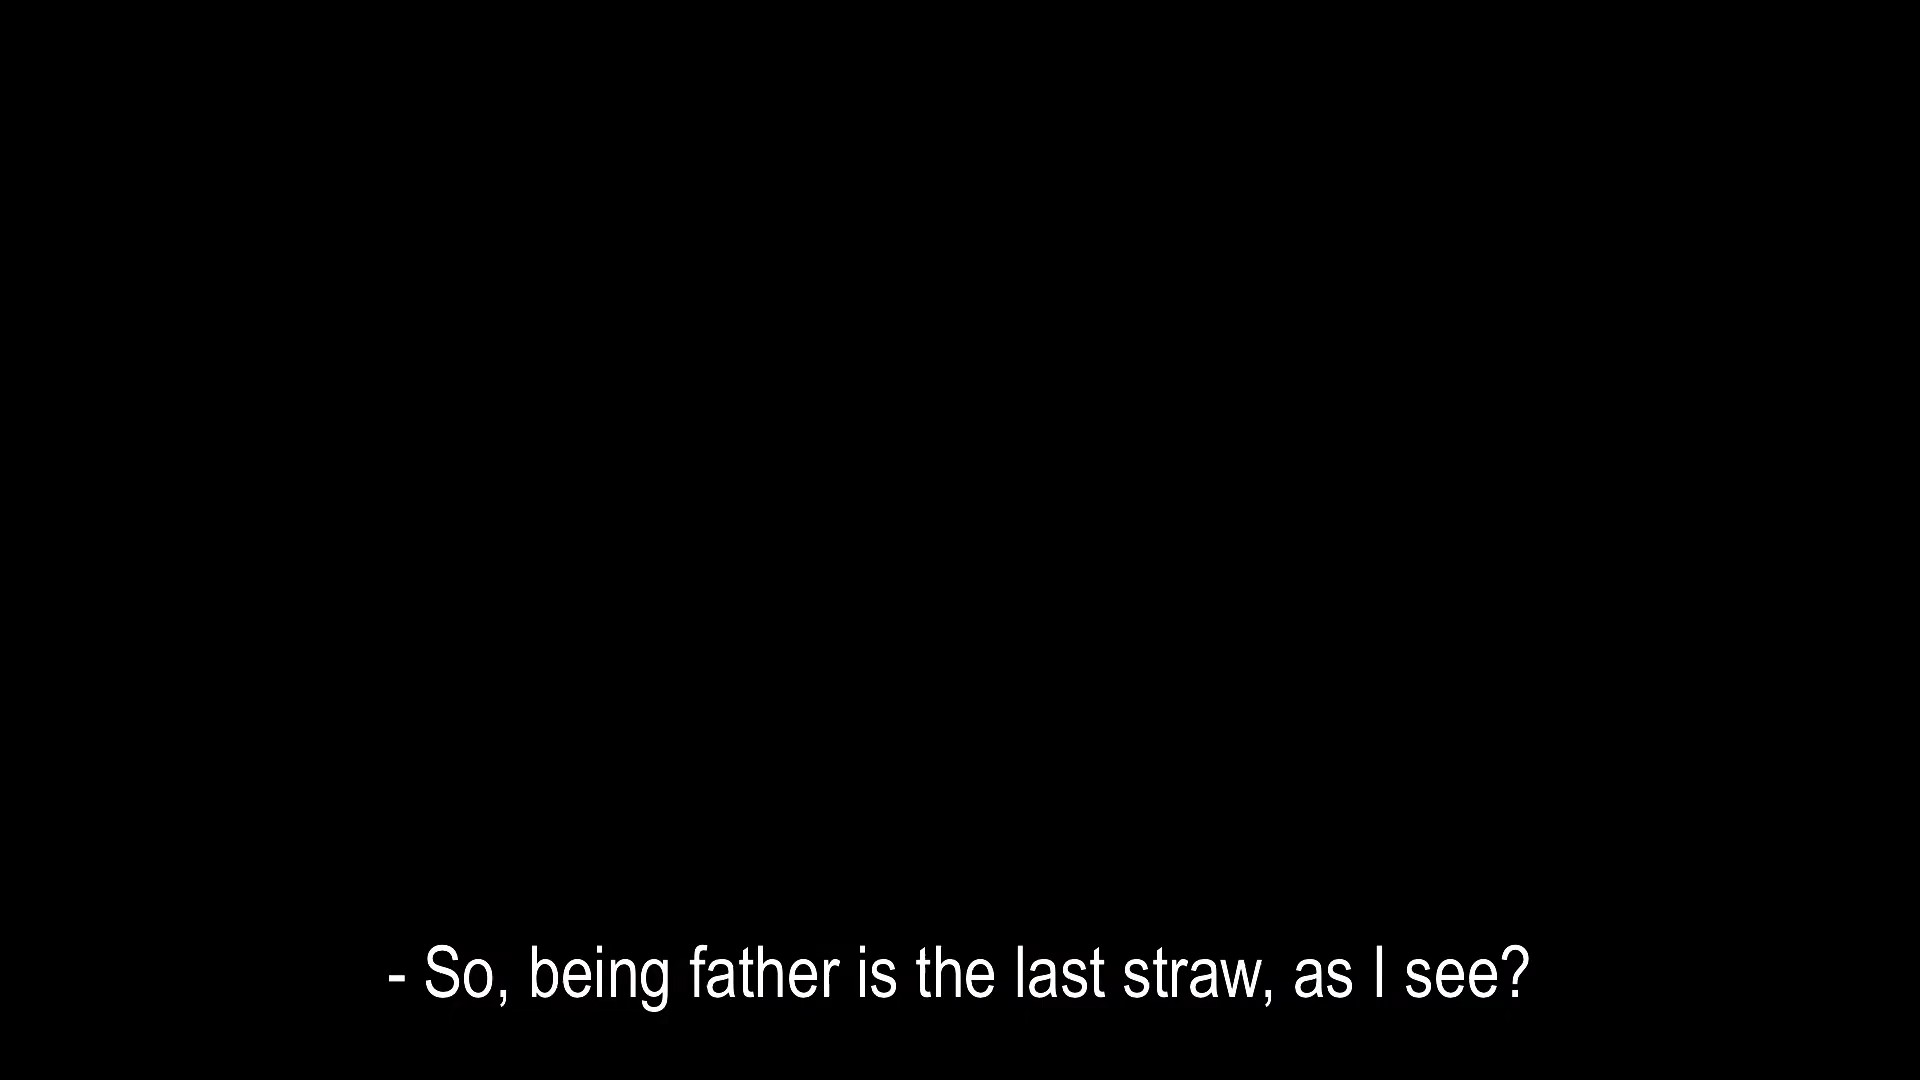 - So, being father is the last straw, as I see?